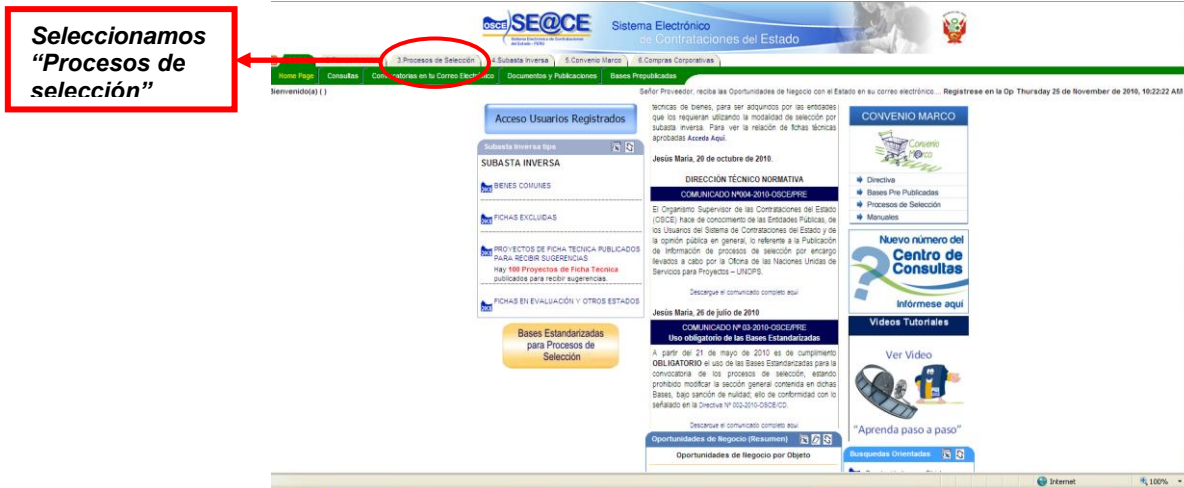 Seleccionamos
“Procesos de
selección”
OSCE SE@CE
Sistema Electrónico de Contrataciones
del Estado - PERÚ
Sistema Electrónico
de Contrataciones del Estado
3.Procesos de Selección
4.Subasta Inversa
5.Convenio Marco
6.Compras Corporativas
Home Page
Consultas
Convocatorias en tu Correo Electrónico
Documentos y Publicaciones
Bases Prepublicadas
Bienvenido(a) ( )
Señor Proveedor, reciba las Oportunidades de Negocio con el Estado en su correo electrónico... Registrese en la Op Thursday 25 de November de 2010, 10:22:22 AM
Acceso Usuarios Registrados
Subasta Inversa tips
SUBASTA INVERSA
BIENES COMUNES
FICHAS EXCLUIDAS
PROYECTOS DE FICHA TECNICA PUBLICADOS
PARA RECIBIR SUGERENCIAS
Hay 100 Proyectos de Ficha Tecnica
publicados para recibir sugerencias.
FICHAS EN EVALUACIÓN Y OTROS ESTADOS
Bases Estandarizadas
para Procesos de
Selección
técnicas de bienes, para ser adquiridos por las entidades
que los requieran utilizando la modalidad de selección por
subasta inversa. Para ver la relación de fichas técnicas
aprobadas Acceda Aquí.
Jesús Maria, 20 de octubre de 2010.
DIRECCIÓN TÉCNICO NORMATIVA
COMUNICADO Nº004-2010-OSCE/PRE
El Organismo Supervisor de las Contrataciones del Estado
(OSCE) hace de conocimiento de las Entidades Públicas, de
los Usuarios del Sistema de Contrataciones del Estado y de
la opinión pública en general, lo referente a la Publicación
de Información de procesos de selección por encargo
llevados a cabo por la Oficina de las Naciones Unidas de
Servicios para Proyectos – UNOPS.
Descargue el comunicado completo aquí
Jesús Maria, 26 de julio de 2010
COMUNICADO Nº 03-2010-OSCE/PRE
Uso obligatorio de las Bases Estandarizadas
A partir del 21 de mayo de 2010 es de cumplimiento
OBLIGATORIO el uso de las Bases Estandarizadas para la
convocatoria de los procesos de selección, estando
prohibido modificar la sección general contenida en dichas
Bases, bajo sanción de nulidad; ello de conformidad con lo
señalado en la Directiva Nº 002-2010-OSCE/CD.
Descargue el comunicado completo aquí
Oportunidades de Negocio (Resumen)
Oportunidades de Negocio por Objeto
CONVENIO MARCO
Convenio
M@rco
Directiva
Bases Pre Publicadas
Procesos de Selección
Manuales
Nuevo número del
Centro de
Consultas
Infórmese aquí
Videos Tutoriales
Ver Video
"Aprenda paso a paso"
Busquedas Orientadas
Internet
100%